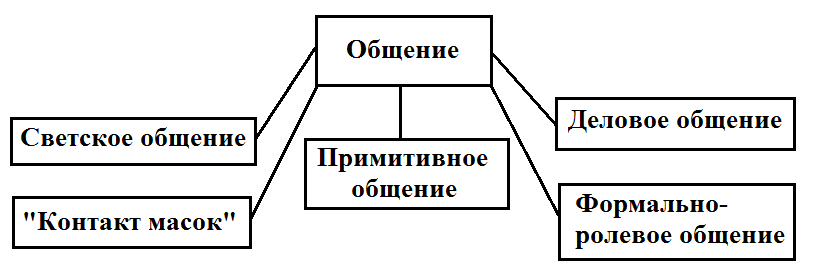 Общение
Светское общение
Примитивное
общение
Деловое общение
"Контакт масок"
Формально-
ролевое общение